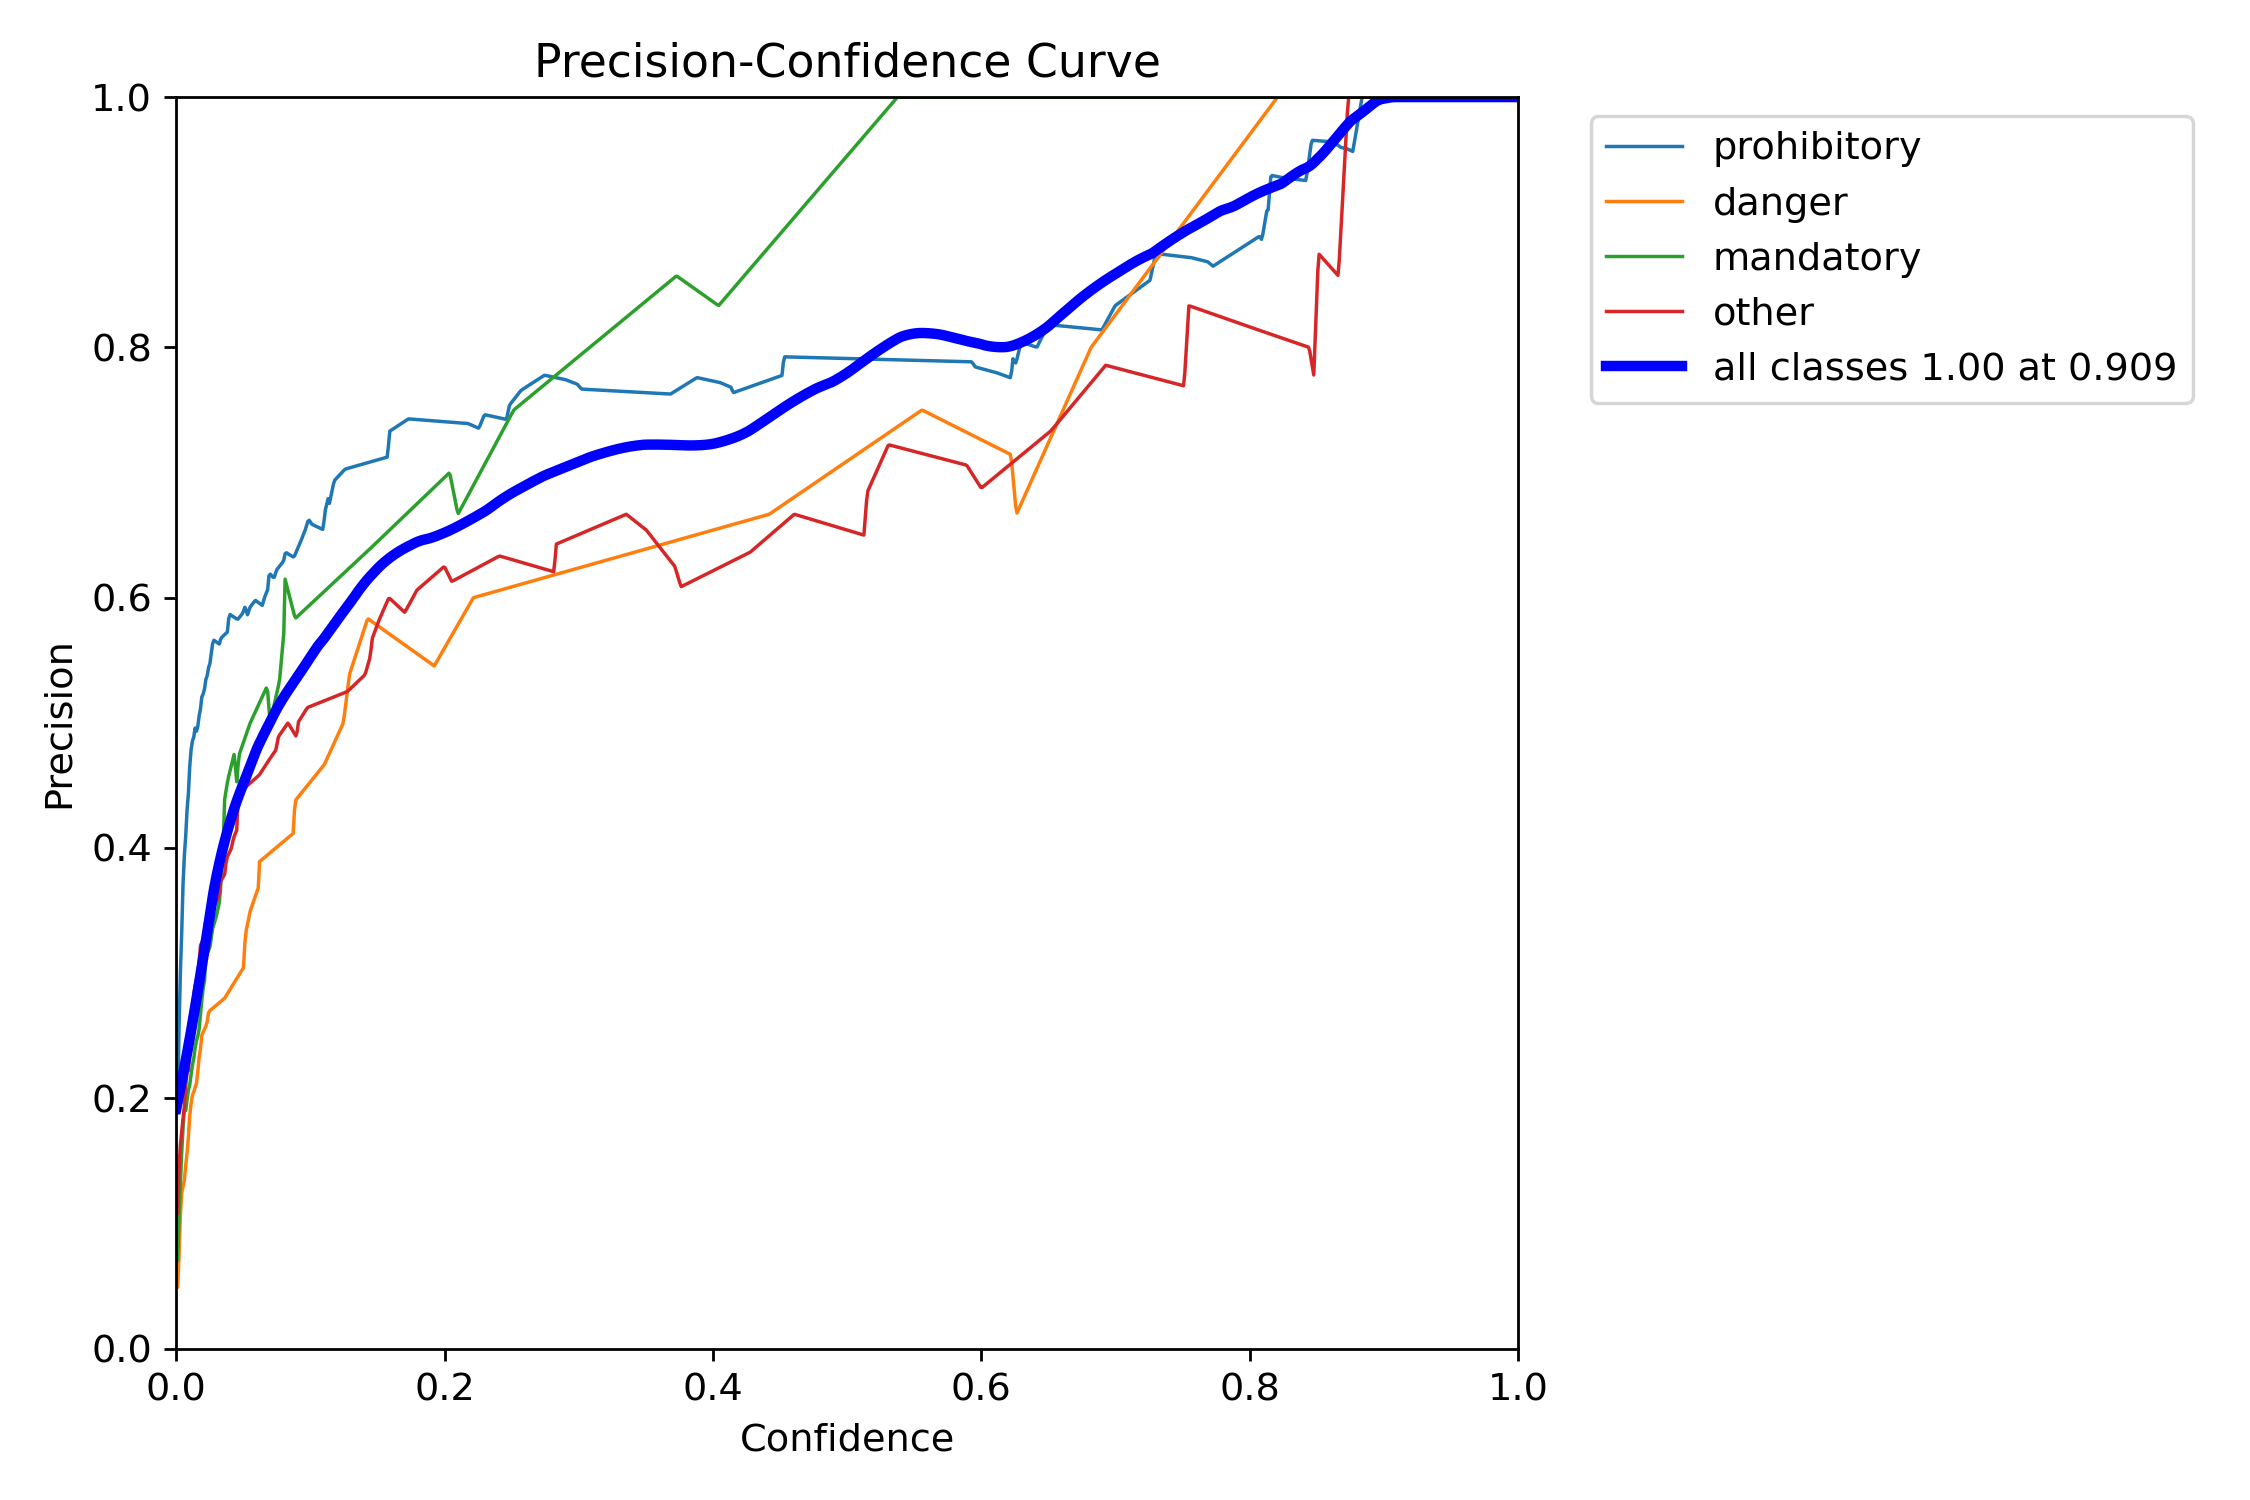 Precision-Confidence Curve
1.0
0.8
0.6
0.4
0.2
0.0
Precision
0.0 0.2 0.4 0.6 0.8 1.0
Confidence
prohibitory
danger
mandatory
other
all classes 1.00 at 0.909